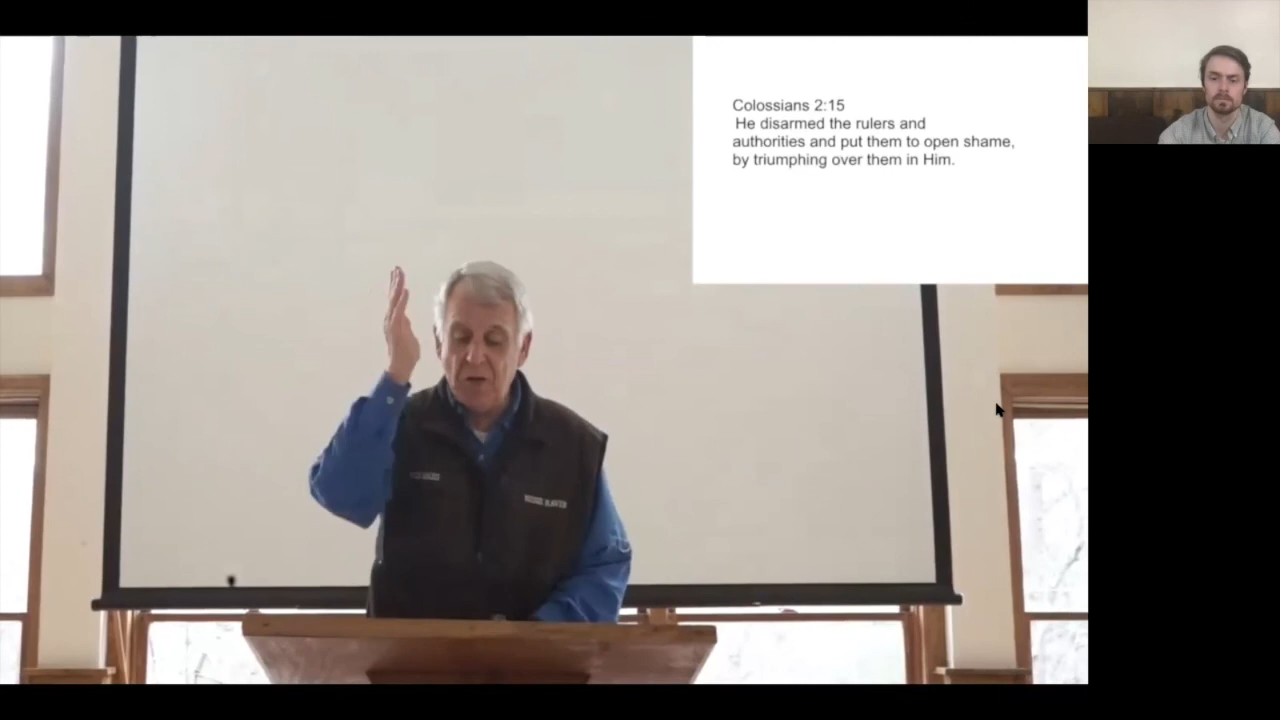 Colossians 2:15
He disarmed the rulers and
authorities and put them to open shame,
by triumphing over them in Him.